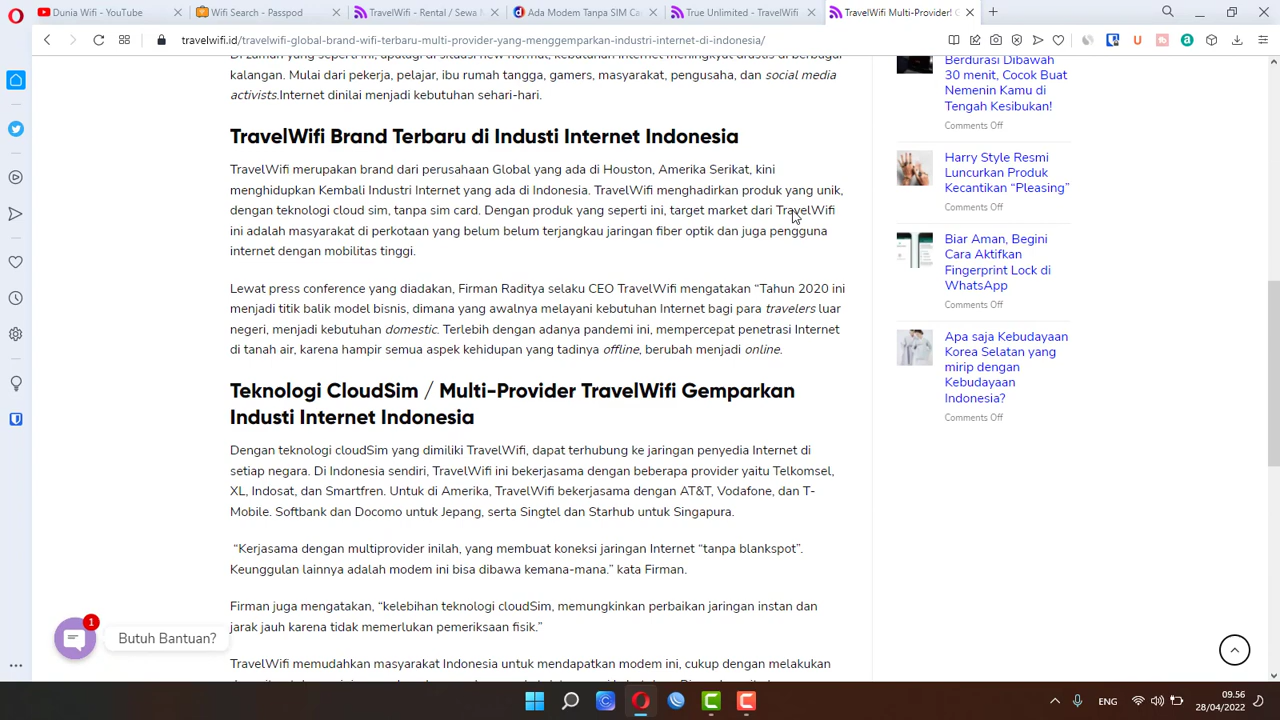 Dunia Wifi - YouTube
Wifi Search - Passpod
TravelWifi - Rental / Sewa
Ada Modem Tanpa SIM Ca
True Unlimited - TravelWifi
TravelWifi Multi-Provider! C
travelwifi.id/travelwifi-global-brand-wifi-terbaru-multi-provider-yang-menggemparkan-industri-internet-di-indonesia/
kalangan. Mulai dari pekerja, pelajar, ibu rumah tangga, gamers, masyarakat, pengusaha, dan social media
activists.Internet dinilai menjadi kebutuhan sehari-hari.
TravelWifi Brand Terbaru di Industi Internet Indonesia
TravelWifi merupakan brand dari perusahaan Global yang ada di Houston, Amerika Serikat, kini
menghidupkan Kembali Industri Internet yang ada di Indonesia. TravelWifi menghadirkan produk yang unik,
dengan teknologi cloud sim, tanpa sim card. Dengan produk yang seperti ini, target market dari TravelWifi
ini adalah masyarakat di perkotaan yang belum belum terjangkau jaringan fiber optik dan juga pengguna
internet dengan mobilitas tinggi.
Lewat press conference yang diadakan, Firman Raditya selaku CEO TravelWifi mengatakan “Tahun 2020 ini
menjadi titik balik model bisnis, dimana yang awalnya melayani kebutuhan Internet bagi para travelers luar
negeri, menjadi kebutuhan domestic. Terlebih dengan adanya pandemi ini, mempercepat penetrasi Internet
di tanah air, karena hampir semua aspek kehidupan yang tadinya offline, berubah menjadi online.
Teknologi CloudSim / Multi-Provider TravelWifi Gemparkan
Industi Internet Indonesia
Dengan teknologi cloudSim yang dimiliki TravelWifi, dapat terhubung ke jaringan penyedia Internet di
setiap negara. Di Indonesia sendiri, TravelWifi ini bekerjasama dengan beberapa provider yaitu Telkomsel,
XL, Indosat, dan Smartfren. Untuk di Amerika, TravelWifi bekerjasama dengan AT&T, Vodafone, dan T-
Mobile. Softbank dan Docomo untuk Jepang, serta Singtel dan Starhub untuk Singapura.
“Kerjasama dengan multiprovider inilah, yang membuat koneksi jaringan Internet “tanpa blankspot”.
Keunggulan lainnya adalah modem ini bisa dibawa kemana-mana.” kata Firman.
Firman juga mengatakan, “kelebihan teknologi cloudSim, memungkinkan perbaikan jaringan instan dan
jarak jauh karena tidak memerlukan pemeriksaan fisik.”
TravelWifi memudahkan masyarakat Indonesia untuk mendapatkan modem ini, cukup dengan melakukan
Berdurasi Dibawah
30 menit, Cocok Buat
Nemenin Kamu di
Tengah Kesibukan!
Comments Off
Harry Style Resmi
Luncurkan Produk
Kecantikan “Pleasing”
Comments Off
Biar Aman, Begini
Cara Aktifkan
Fingerprint Lock di
WhatsApp
Comments Off
Apa saja Kebudayaan
Korea Selatan yang
mirip dengan
Kebudayaan
Indonesia?
Comments Off
1
Butuh Bantuan?
ENG
09.56
28/04/2022